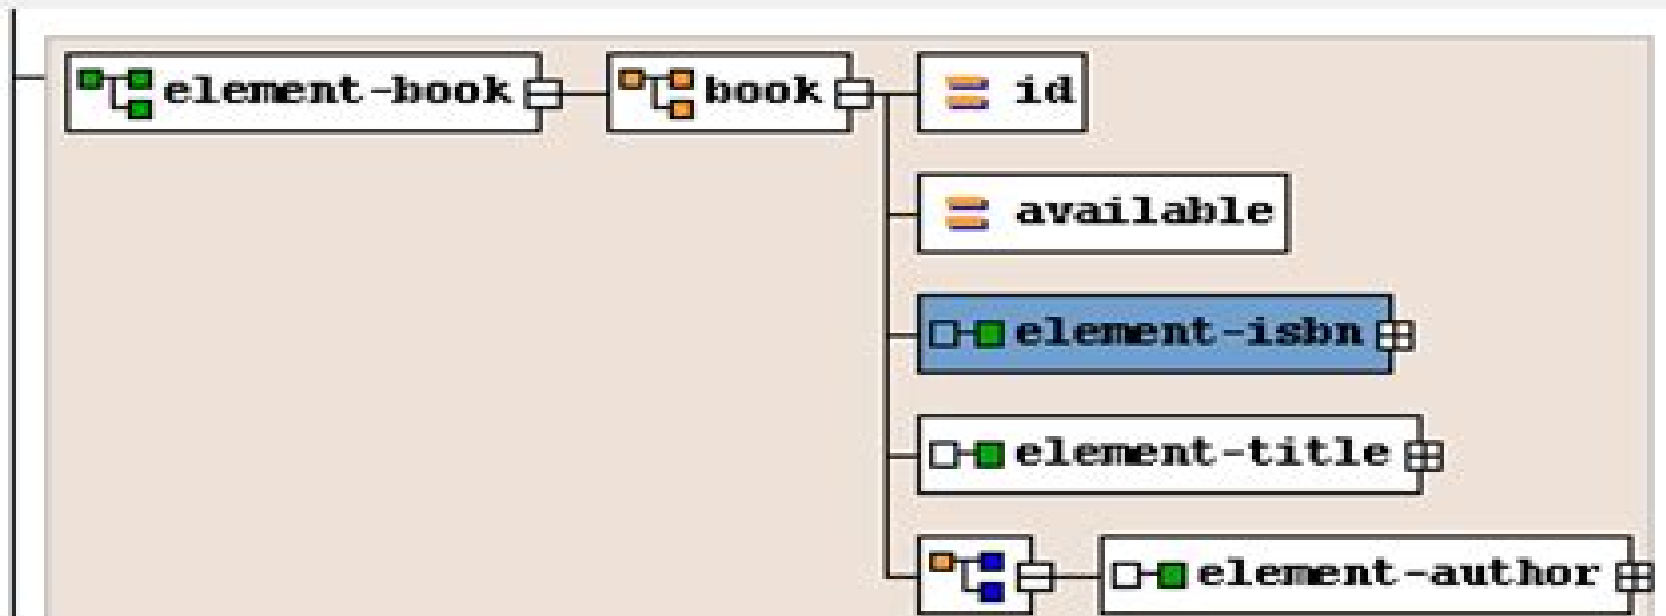 element-book book id
available
element-isbn
element-title
element-author